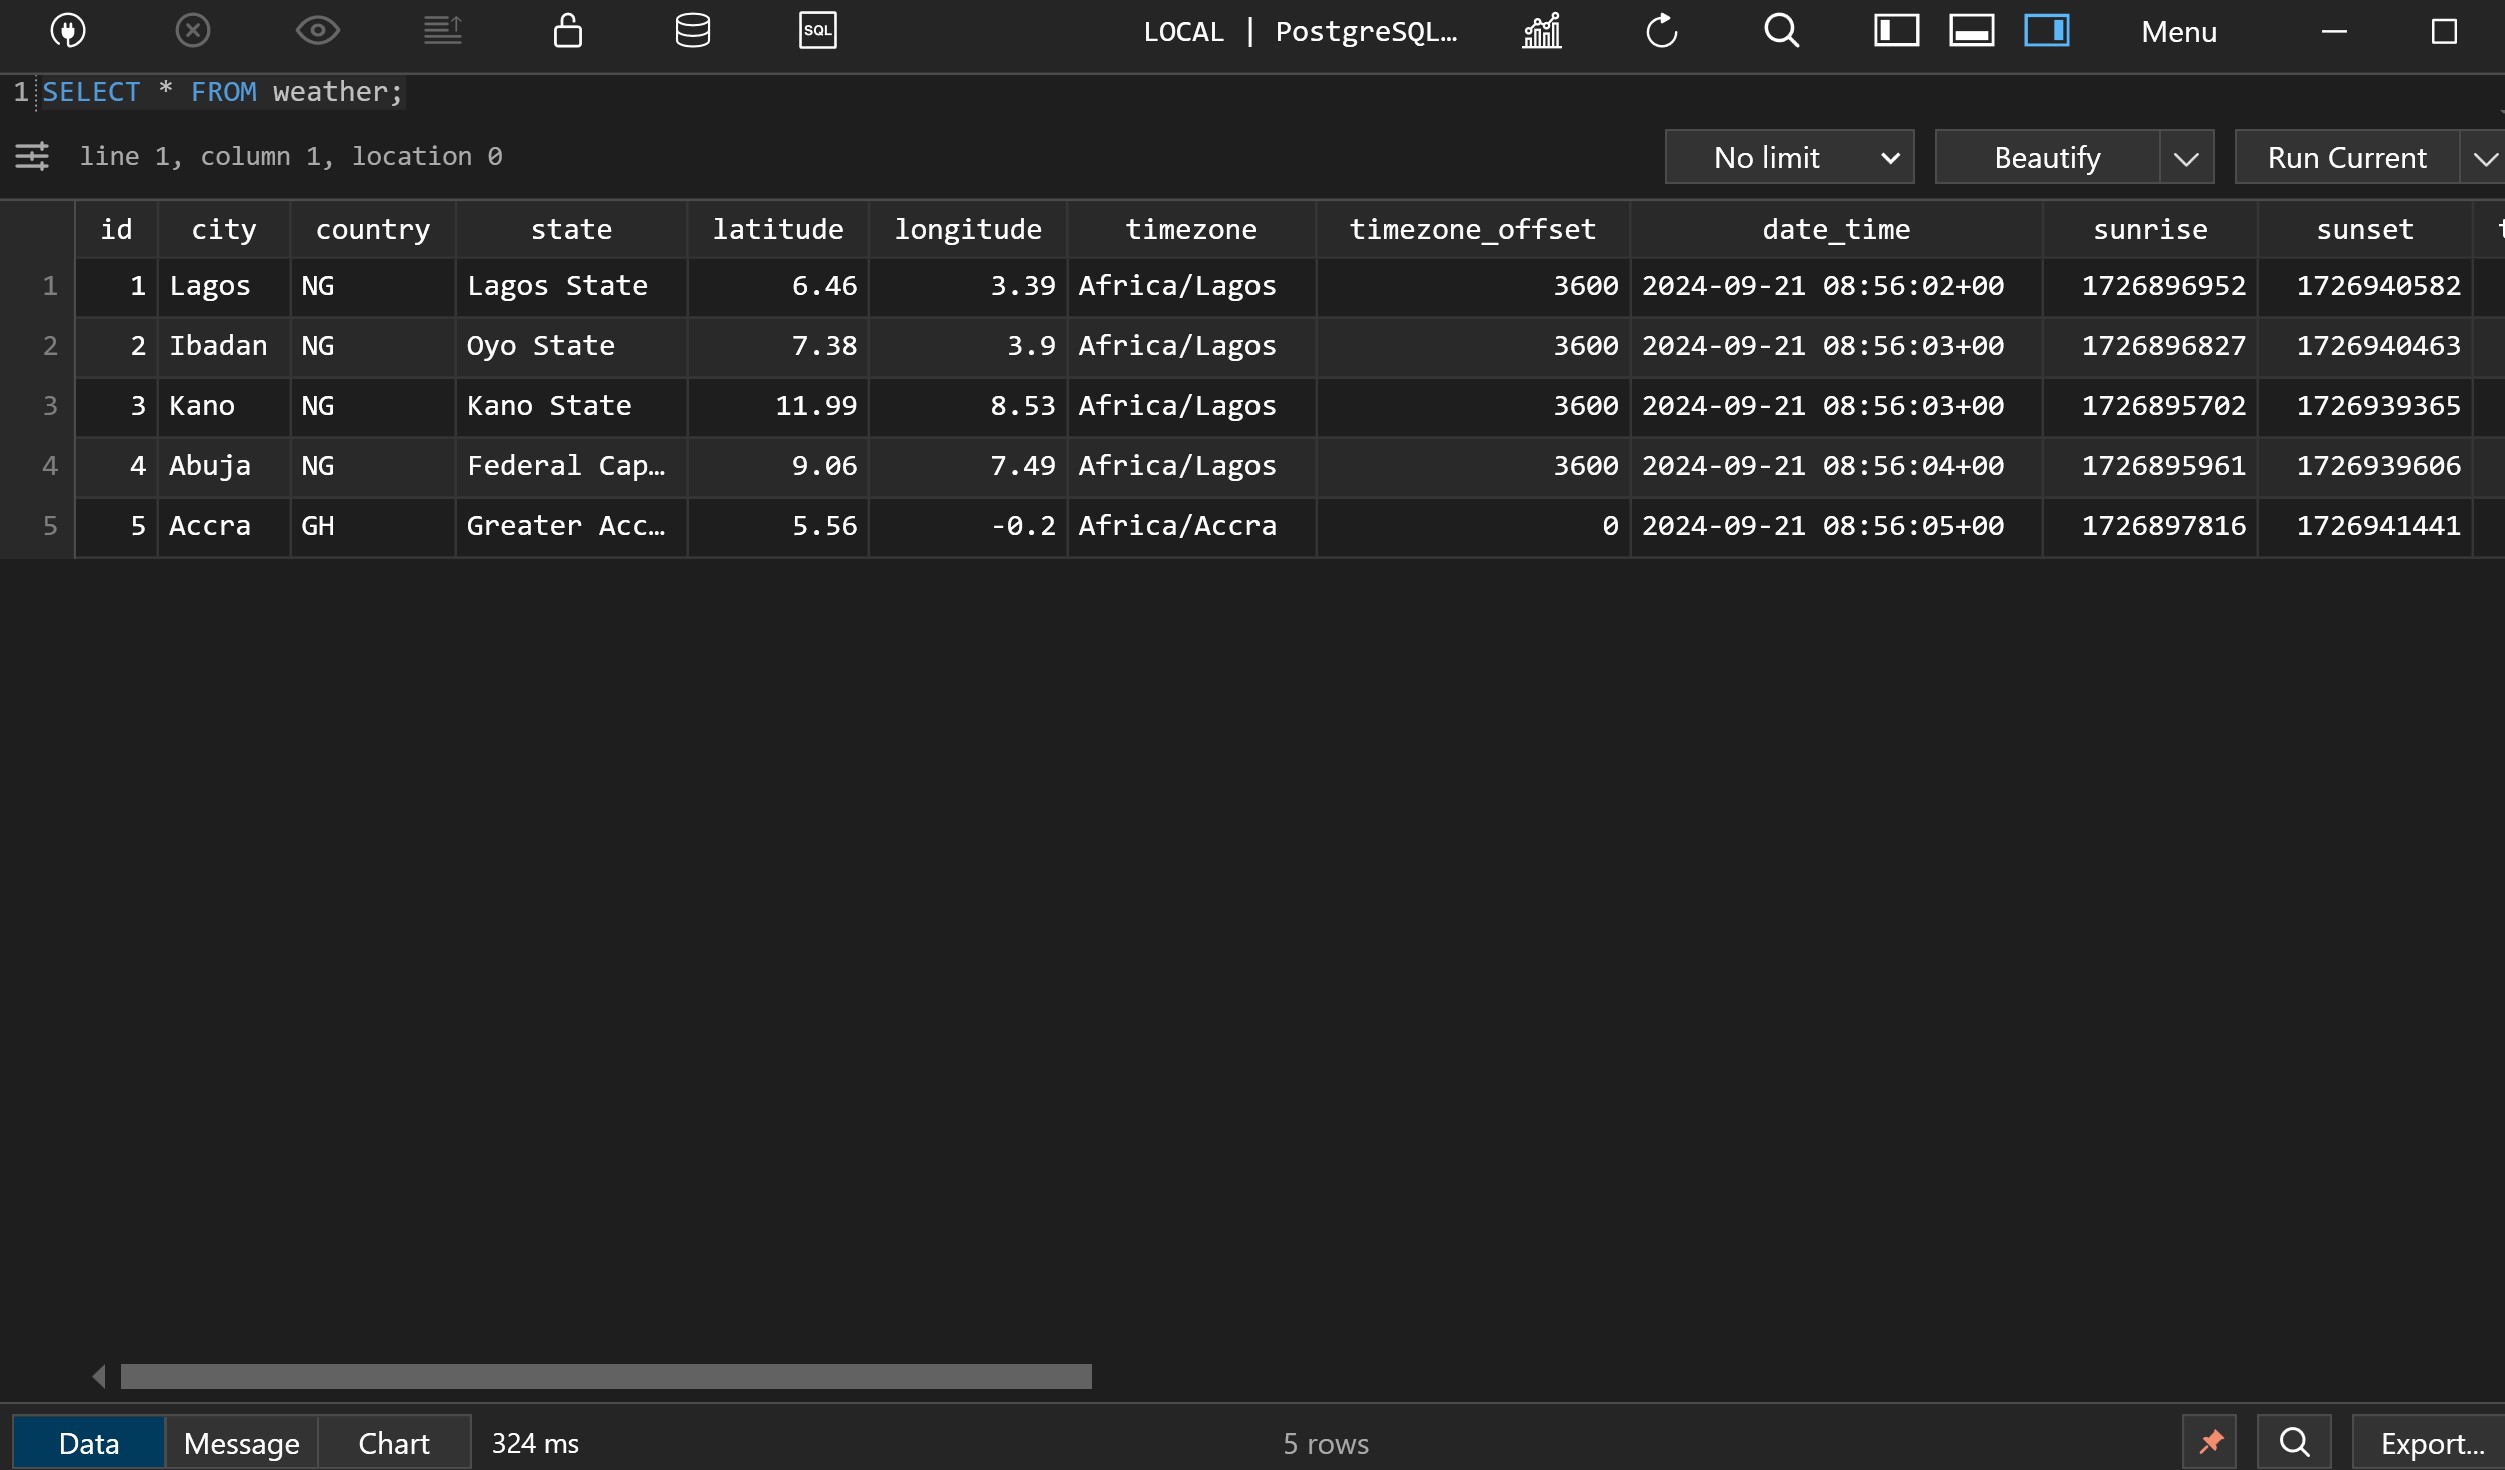 SQL LOCAL | PostgreSQL… Menu
1 SELECT * FROM weather;
line 1, column 1, location 0 No limit Beautify Run Current
id city country state latitude longitude timezone timezone_offset date_time sunrise sunset
1 1 Lagos NG Lagos State 6.46 3.39 Africa/Lagos 3600 2024-09-21 08:56:02+00 1726896952 1726940582
2 2 Ibadan NG Oyo State 7.38 3.9 Africa/Lagos 3600 2024-09-21 08:56:03+00 1726896827 1726940463
3 3 Kano NG Kano State 11.99 8.53 Africa/Lagos 3600 2024-09-21 08:56:03+00 1726895702 1726939365
4 4 Abuja NG Federal Cap… 9.06 7.49 Africa/Lagos 3600 2024-09-21 08:56:04+00 1726895961 1726939606
5 5 Accra GH Greater Acc… 5.56 -0.2 Africa/Accra 0 2024-09-21 08:56:05+00 1726897816 1726941441
Data Message Chart 324 ms 5 rows Export...